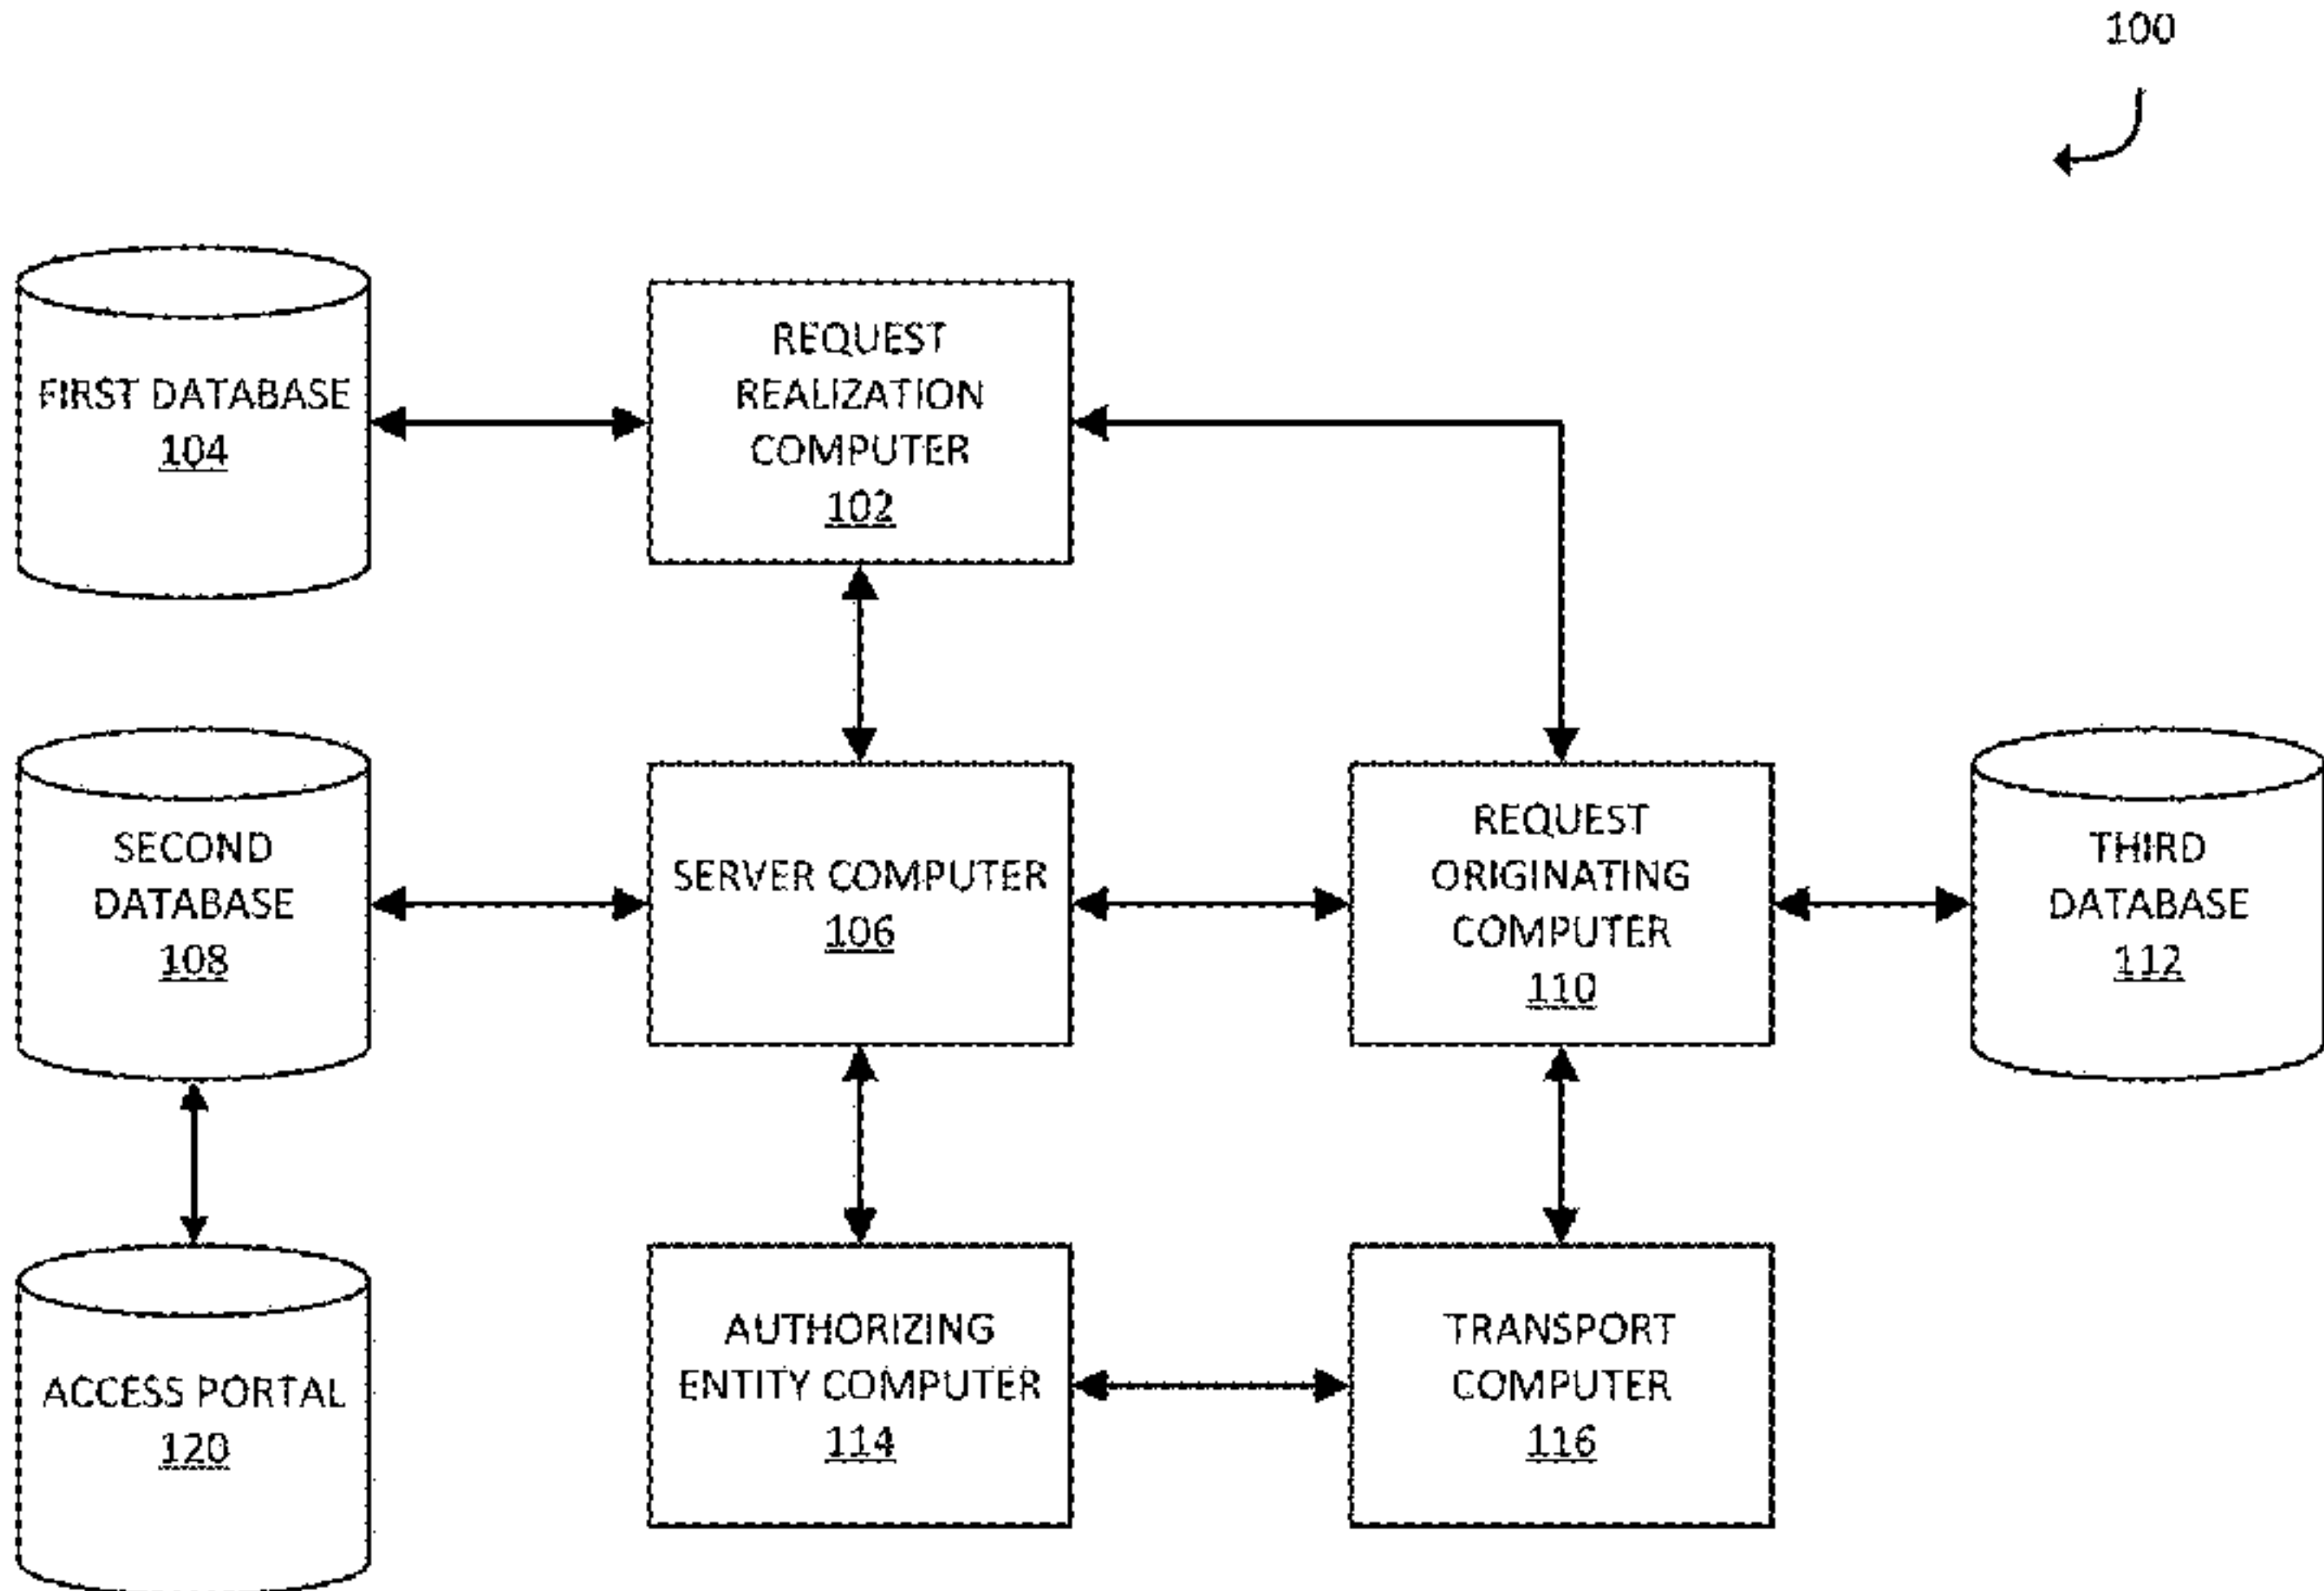 100
FIRST DATABASE
104
REQUEST
REALIZATION
COMPUTER
102
SECOND
DATABASE
108
SERVER COMPUTER
106
REQUEST
ORIGINATING
COMPUTER
110
THIRD
DATABASE
112
ACCESS PORTAL
120
AUTHORIZING
ENTITY COMPUTER
114
TRANSPORT
COMPUTER
116